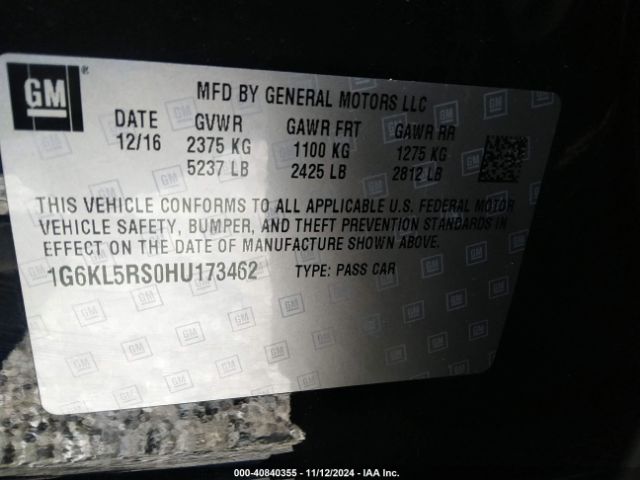 GM ®
MFD BY GENERAL MOTORS LLC
DATE GVWR GAWR FRT GAWR RR
12/16 2375 KG 1100 KG 1275 KG
5237 LB 2425 LB 2812 LB
THIS VEHICLE CONFORMS TO ALL APPLICABLE U.S. FEDERAL MOTOR
VEHICLE SAFETY, BUMPER, AND THEFT PREVENTION STANDARDS IN
EFFECT ON THE DATE OF MANUFACTURE SHOWN ABOVE.
1G6KL5RS0HU173462 TYPE: PASS CAR
000-40840355 - 11/12/2024 - IAA Inc.